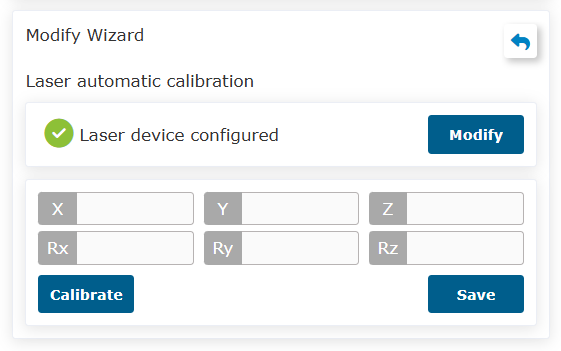 Modify Wizard
Laser automatic calibration
Laser device configured Modify
X Y Z
Rx Ry Rz
Calibrate Save